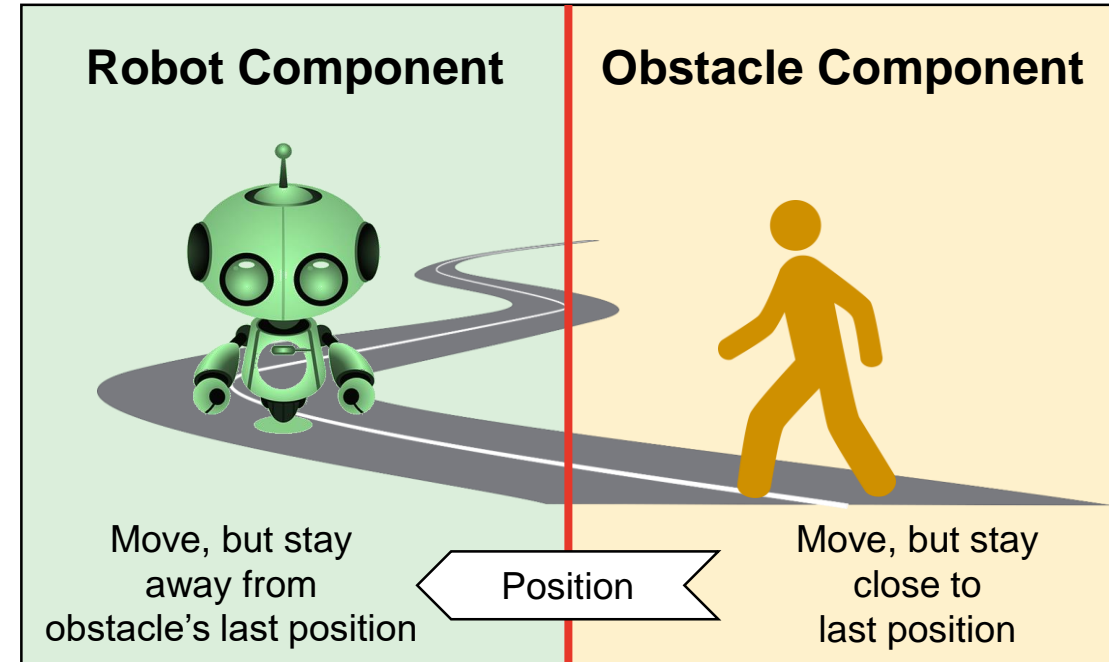 Robot Component
Obstacle Component
Move, but stay
away from
obstacle's last position
Position
Move, but stay
close to
last position